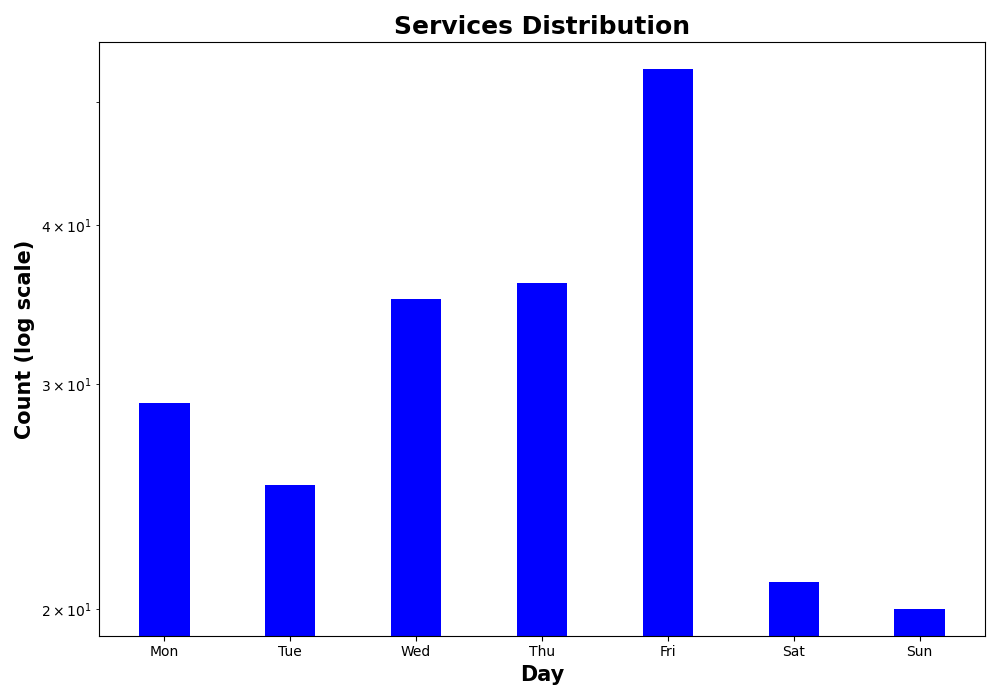 Services Distribution
Count (log scale)
4 × 10¹
3 × 10¹
2 × 10¹
Mon Tue Wed Thu Fri Sat Sun
Day